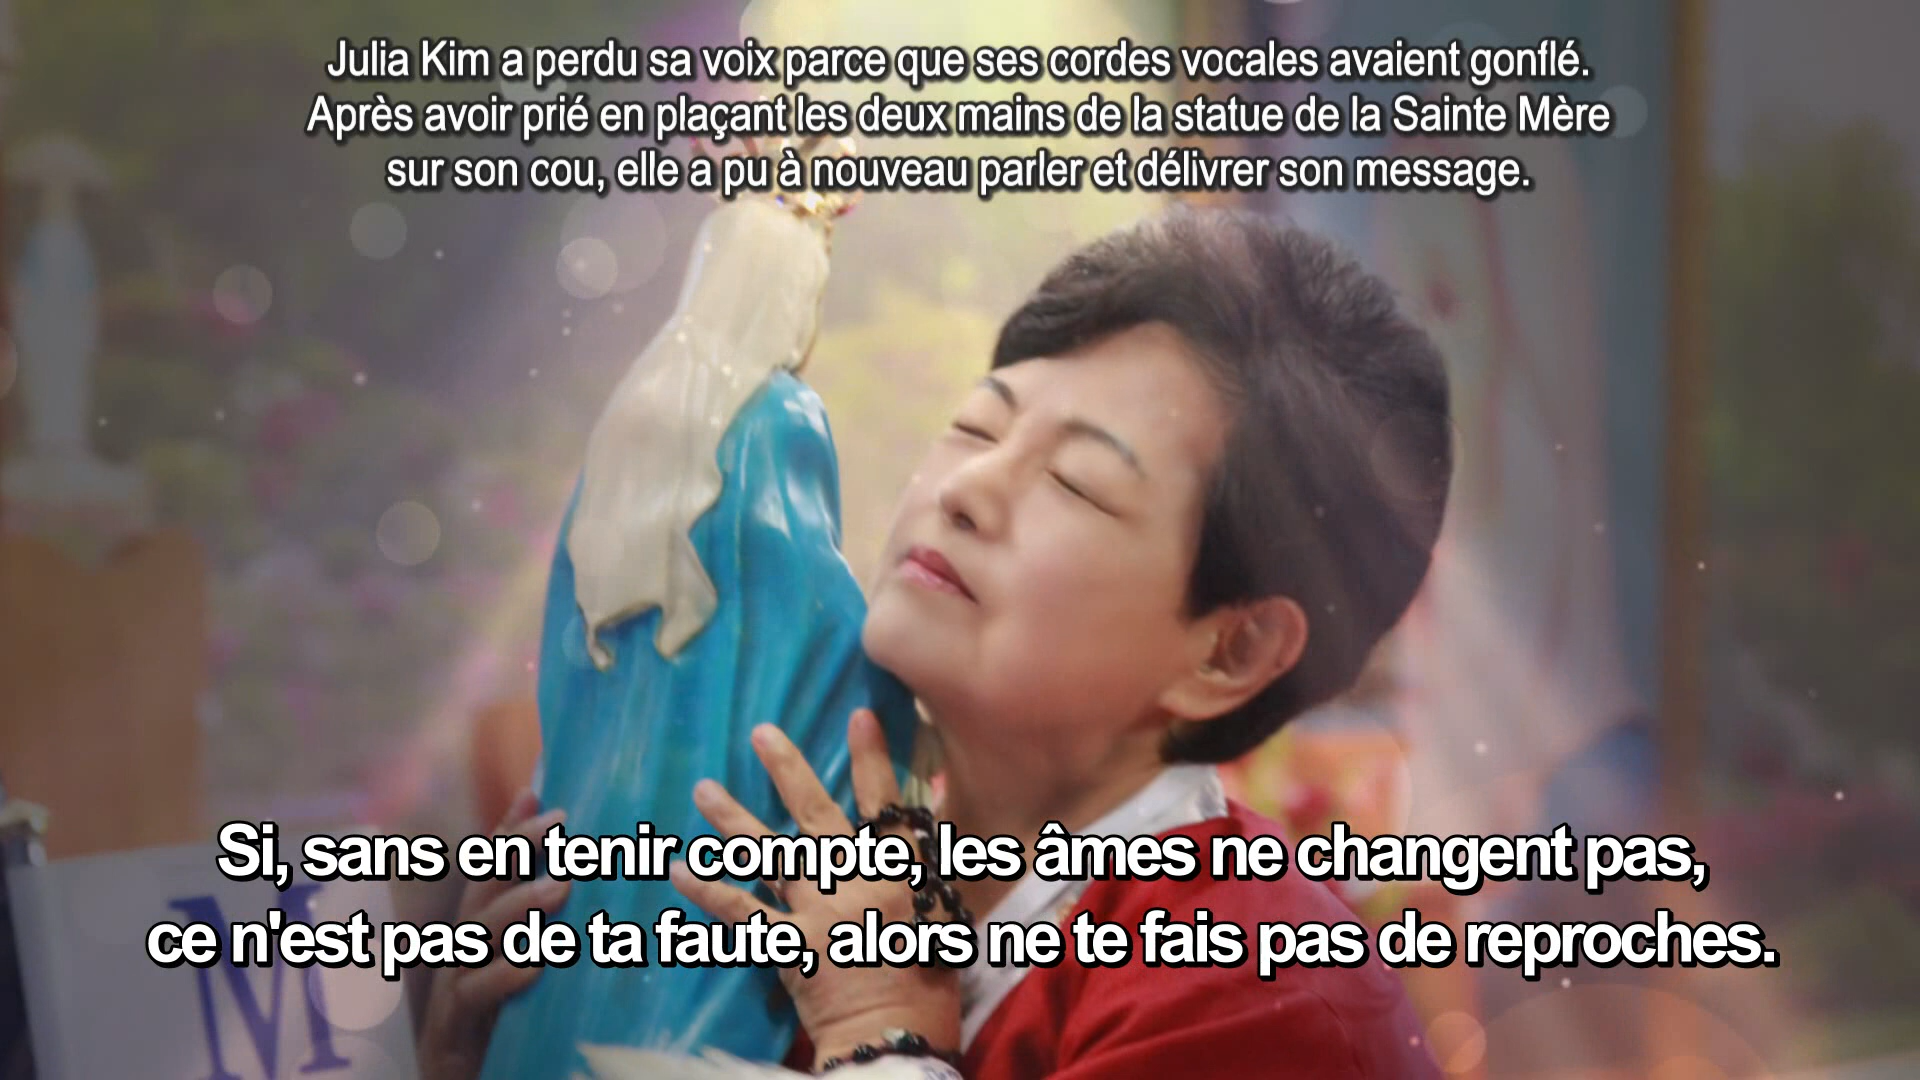 Julia Kim a perdu sa voix parce que ses cordes vocales avaient gonflé.
Après avoir prié en plaçant les deux mains de la statue de la Sainte Mère
sur son cou, elle a pu à nouveau parler et délivrer son message.
Si, sans en tenir compte, les âmes ne changent pas,
ce n'est pas de ta faute, alors ne te fais pas de reproches.
M